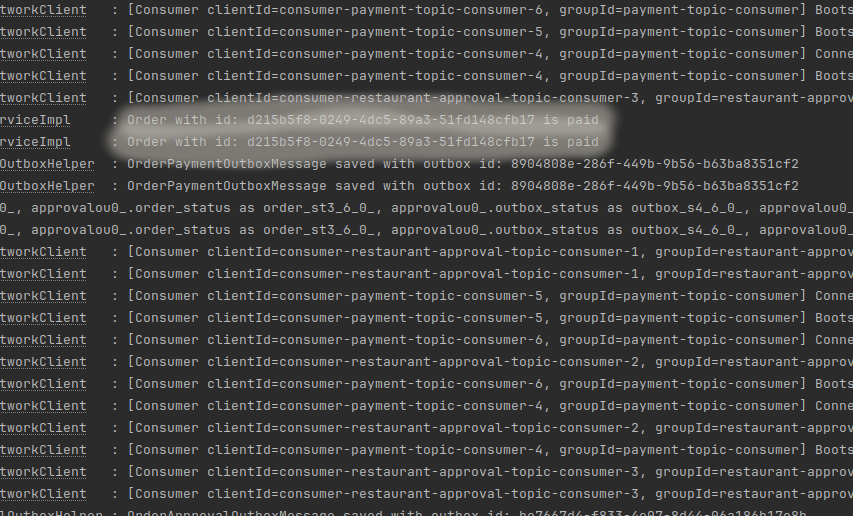 tworkClient   : [Consumer clientId=consumer-payment-topic-consumer-6, groupId=payment-topic-consumer] Boots
tworkClient   : [Consumer clientId=consumer-payment-topic-consumer-5, groupId=payment-topic-consumer] Boots
tworkClient   : [Consumer clientId=consumer-payment-topic-consumer-4, groupId=payment-topic-consumer] Conne
tworkClient   : [Consumer clientId=consumer-payment-topic-consumer-4, groupId=payment-topic-consumer] Boots
tworkClient   : [Consumer clientId=consumer-restaurant-approval-topic-consumer-3, groupId=restaurant-approv
rviceImpl     : Order with id: d215b5f8-0249-4dc5-89a3-51fd148cfb17 is paid
rviceImpl     : Order with id: d215b5f8-0249-4dc5-89a3-51fd148cfb17 is paid
OutboxHelper  : OrderPaymentOutboxMessage saved with outbox id: 8904808e-286f-449b-9b56-b63ba8351cf2
OutboxHelper  : OrderPaymentOutboxMessage saved with outbox id: 8904808e-286f-449b-9b56-b63ba8351cf2
0_, approvalou0_.order_status as order_st3_6_0_, approvalou0_.outbox_status as outbox_s4_6_0_, approvalou0_
0_, approvalou0_.order_status as order_st3_6_0_, approvalou0_.outbox_status as outbox_s4_6_0_, approvalou0_
tworkClient   : [Consumer clientId=consumer-restaurant-approval-topic-consumer-1, groupId=restaurant-approv
tworkClient   : [Consumer clientId=consumer-restaurant-approval-topic-consumer-1, groupId=restaurant-approv
tworkClient   : [Consumer clientId=consumer-payment-topic-consumer-5, groupId=payment-topic-consumer] Conne
tworkClient   : [Consumer clientId=consumer-payment-topic-consumer-5, groupId=payment-topic-consumer] Boots
tworkClient   : [Consumer clientId=consumer-payment-topic-consumer-6, groupId=payment-topic-consumer] Conne
tworkClient   : [Consumer clientId=consumer-restaurant-approval-topic-consumer-2, groupId=restaurant-approv
tworkClient   : [Consumer clientId=consumer-payment-topic-consumer-6, groupId=payment-topic-consumer] Boots
tworkClient   : [Consumer clientId=consumer-payment-topic-consumer-4, groupId=payment-topic-consumer] Conne
tworkClient   : [Consumer clientId=consumer-restaurant-approval-topic-consumer-2, groupId=restaurant-approv
tworkClient   : [Consumer clientId=consumer-payment-topic-consumer-4, groupId=payment-topic-consumer] Boots
tworkClient   : [Consumer clientId=consumer-restaurant-approval-topic-consumer-3, groupId=restaurant-approv
tworkClient   : [Consumer clientId=consumer-restaurant-approval-topic-consumer-3, groupId=restaurant-approv
lOutboxHelper : OrderApprovalOutboxMessage saved with outbox id: